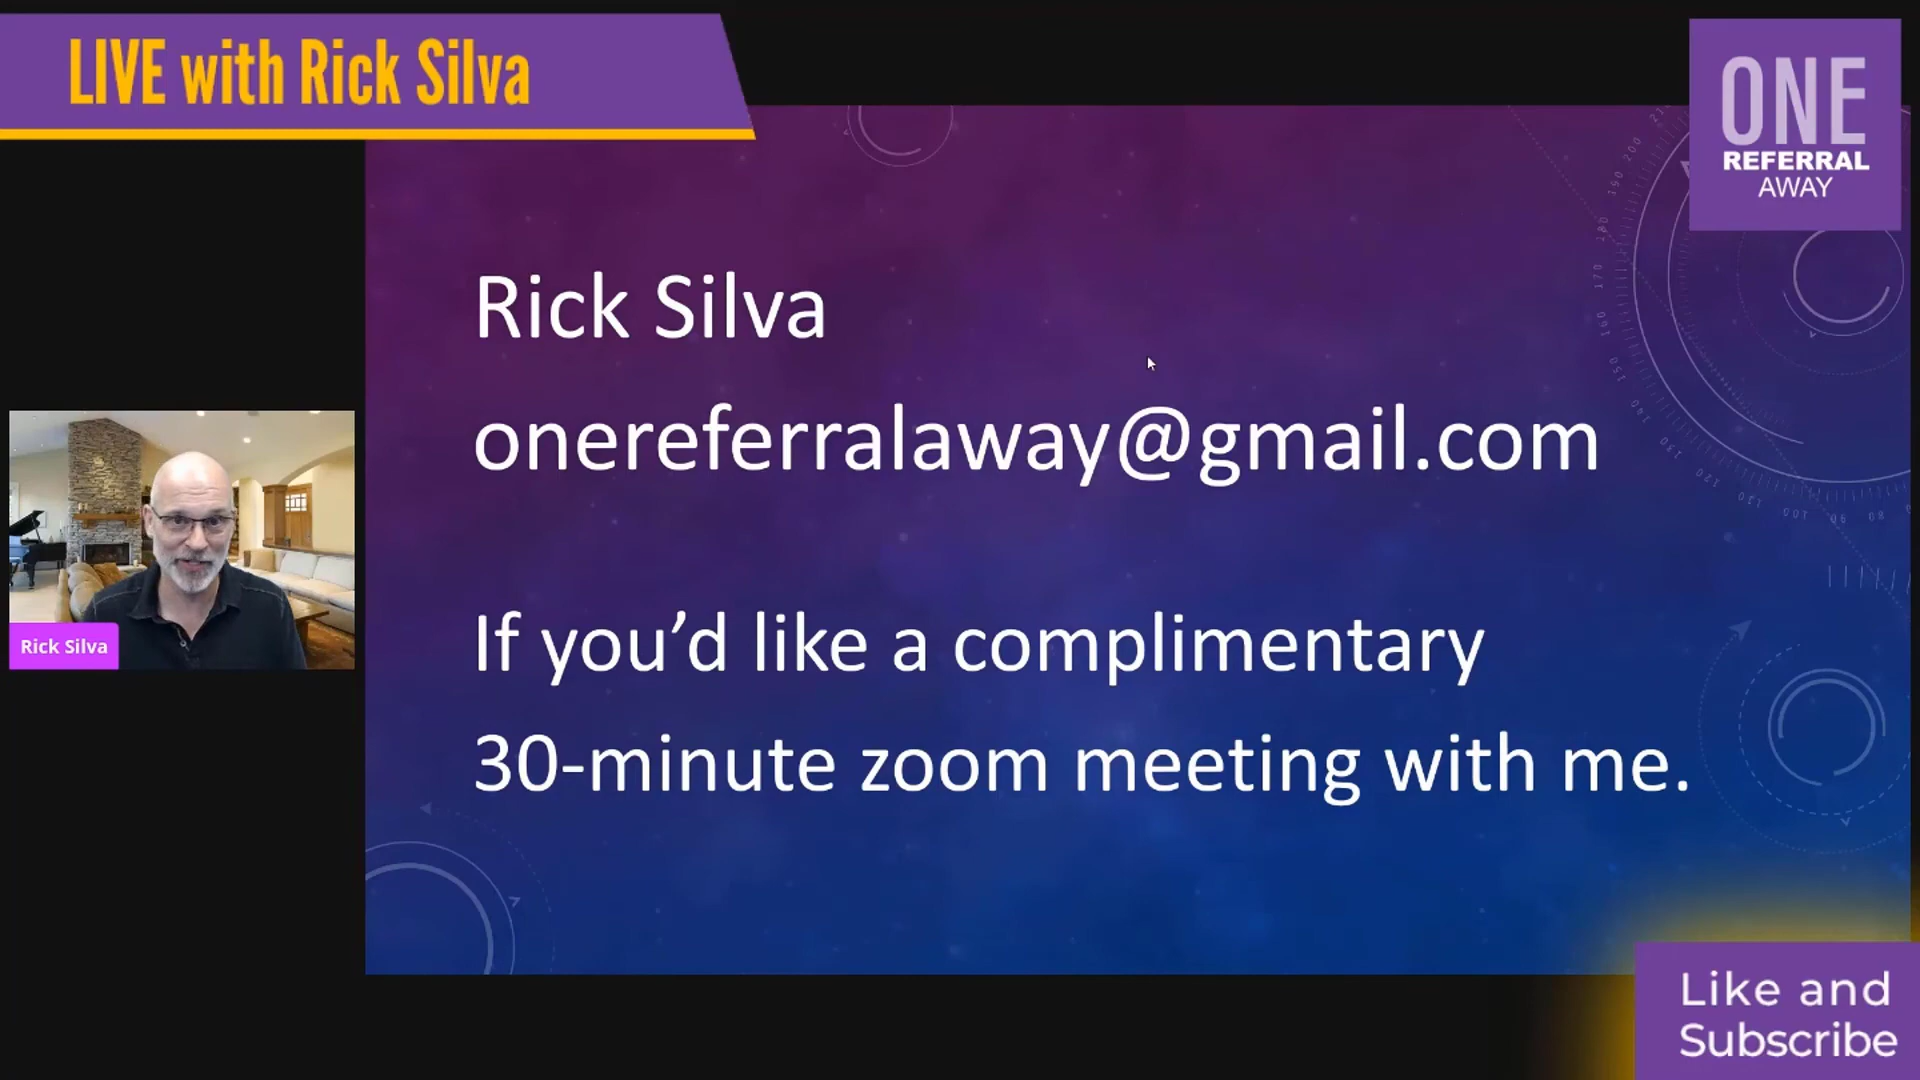 LIVE with Rick Silva
ONE
REFERRAL
AWAY
Rick Silva
onereferralaway@gmail.com
If you’d like a complimentary
30-minute zoom meeting with me.
Rick Silva
Like and
Subscribe